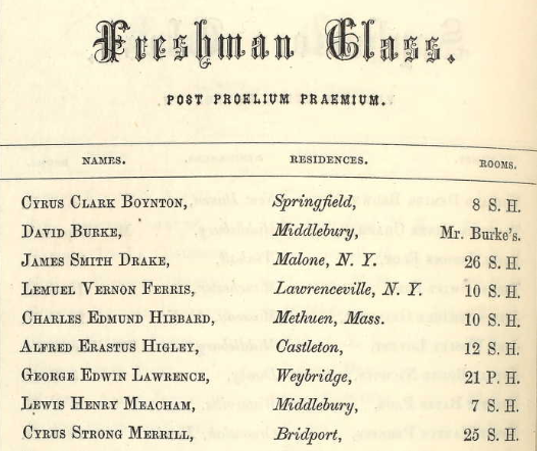 Freshman Class.
POST PROELIUM PRAEMIUM.
NAMES. RESIDENCES. ROOMS.
CYRUS CLARK BOYNTON, Springfield, 8 S. H.
DAVID BURKE, Middlebury, Mr. Burke's.
JAMES SMITH DRAKE, Malone, N. Y. 26 S. H.
LEMUEL VERNON FERRIS, Lawrenceville, N. Y. 10 S. H.
CHARLES EDMUND HIBBARD, Methuen, Mass. 10 S. H.
ALFRED ERASTUS HIGLEY, Castleton, 12 S. H.
GEORGE EDWIN LAWRENCE, Weybridge, 21 P. H.
LEWIS HENRY MEACHAM, Middlebury, 7 S. H.
CYRUS STRONG MERRILL, Bridport, 25 S. H.